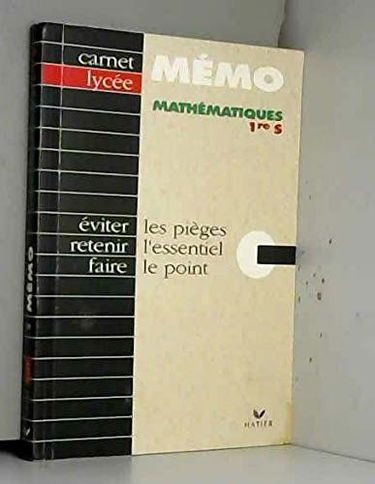 carnet MÉMO
lycée
MATHÉMATIQUES
1re S
éviter les pièges
retenir l'essentiel
faire le point
HATIER
MÉMO